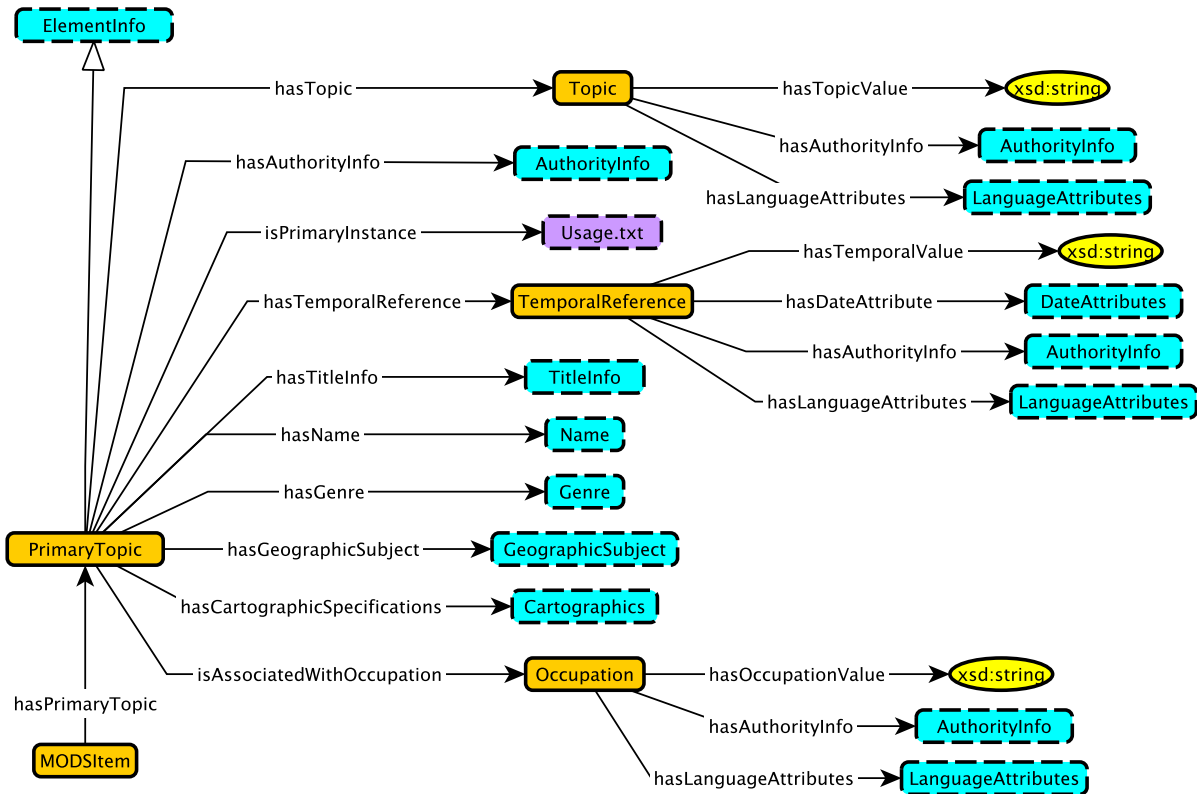 ElementInfo
hasTopic
Topic
hasTopicValue
xsd:string
hasAuthorityInfo
AuthorityInfo
hasAuthorityInfo
AuthorityInfo
hasLanguageAttributes
LanguageAttributes
isPrimaryInstance
Usage.txt
hasTemporalValue
xsd:string
hasTemporalReference
TemporalReference
hasDateAttribute
DateAttributes
hasAuthorityInfo
AuthorityInfo
hasTitleInfo
TitleInfo
hasLanguageAttributes
LanguageAttributes
hasName
Name
hasGenre
Genre
PrimaryTopic
hasGeographicSubject
GeographicSubject
hasCartographicSpecifications
Cartographics
isAssociatedWithOccupation
Occupation
hasOccupationValue
xsd:string
hasPrimaryTopic
hasAuthorityInfo
AuthorityInfo
MODSItem
hasLanguageAttributes
LanguageAttributes